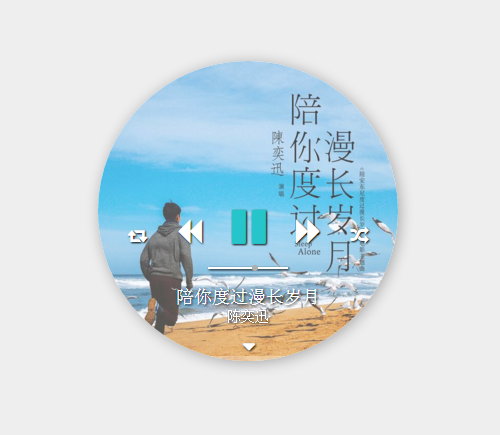 陪你度过
漫长岁月
陳奕迅
演唱
Sleep
Alone
陪你度过漫长岁月
陈奕迅